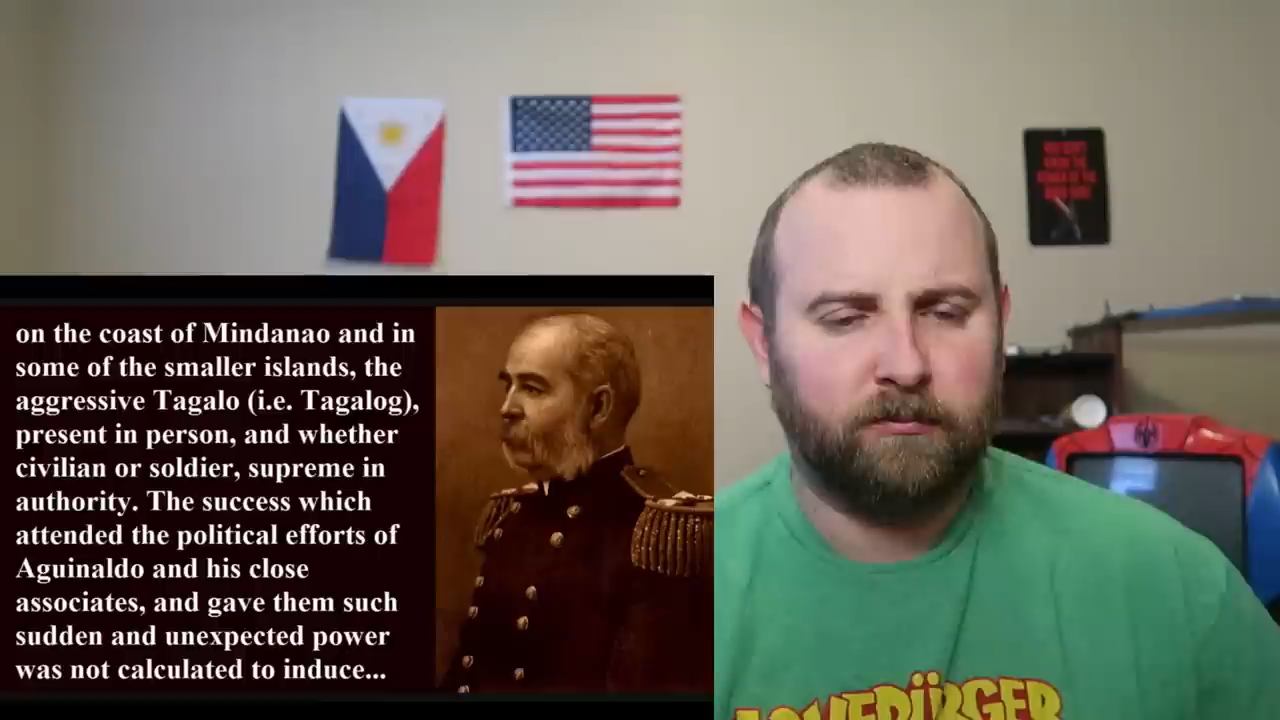 on the coast of Mindanao and in
some of the smaller islands, the
aggressive Tagalo (i.e. Tagalog),
present in person, and whether
civilian or soldier, supreme in
authority. The success which
attended the political efforts of
Aguinaldo and his close
associates, and gave them such
sudden and unexpected power
was not calculated to induce...